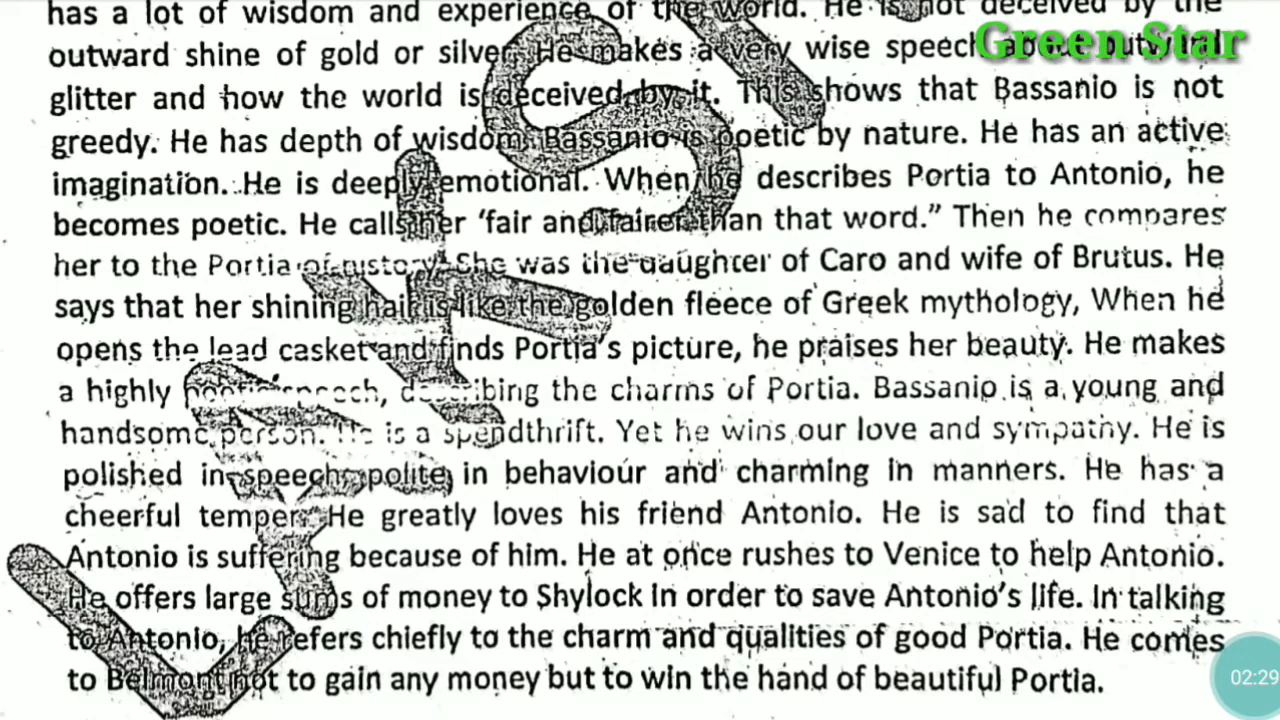 has a lot of wisdom and experience of the world. He is not deceived by the
Green Star
outward shine of gold or silver. He makes a very wise speech
glitter and how the world is deceived by it. This shows that Bassanio is not
greedy. He has depth of wisdom. Bassanio is poetic by nature. He has an active
imagination. He is deeply emotional. When he describes Portia to Antonio, he
becomes poetic. He calls her ‘fair and fairer than that word.” Then he compares
her to the Portia of history. She was the daughter of Caro and wife of Brutus. He
says that her shining hair is like the golden fleece of Greek mythology, When he
opens the lead casket and finds Portia’s picture, he praises her beauty. He makes
a highly poetic speech, describing the charms of Portia. Bassanio is a young and
handsome person. He is a spendthrift. Yet he wins our love and sympathy. He is
polished in speech, polite, in behaviour and charming in manners. He has a
cheerful temper. He greatly loves his friend Antonio. He is sad to find that
Antonio is suffering because of him. He at once rushes to Venice to help Antonio.
He offers large sums of money to Shylock in order to save Antonio’s life. In talking
to Antonio, he refers chiefly to the charm and qualities of good Portia. He comes
to Belmont not to gain any money but to win the hand of beautiful Portia.
02:29